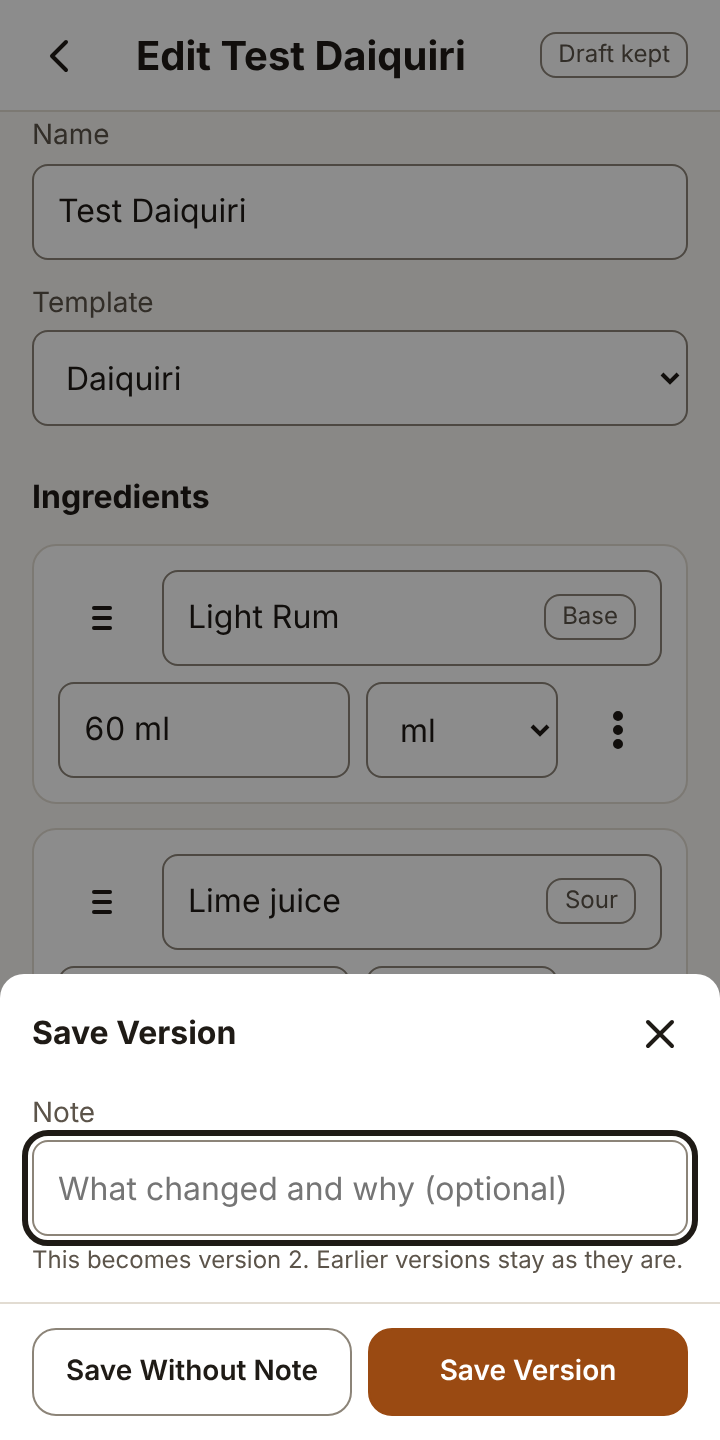 Edit Test Daiquiri
Draft kept
Name
Test Daiquiri
Template
Daiquiri
Ingredients
Light Rum
Base
60 ml
ml
Lime juice
Sour
Save Version
Note
What changed and why (optional)
This becomes version 2. Earlier versions stay as they are.
Save Without Note
Save Version